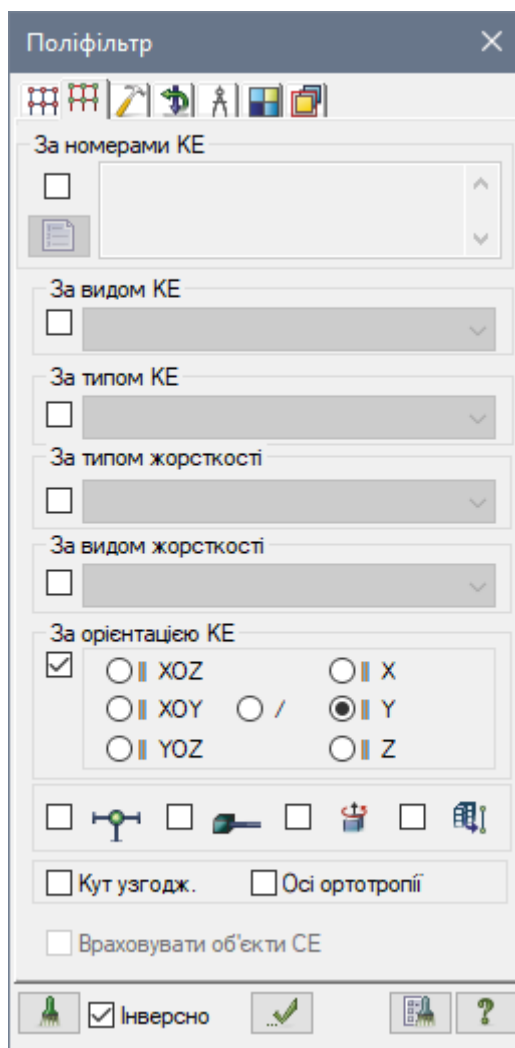 Поліфільтр
За номерами КЕ
За видом КЕ
За типом КЕ
За типом жорсткості
За видом жорсткості
За орієнтацією КЕ
XOZ X
XOY / Y
YOZ Z
Кут узгодж. Осі ортотропії
Враховувати об'єкти СЕ
Інверсно ?